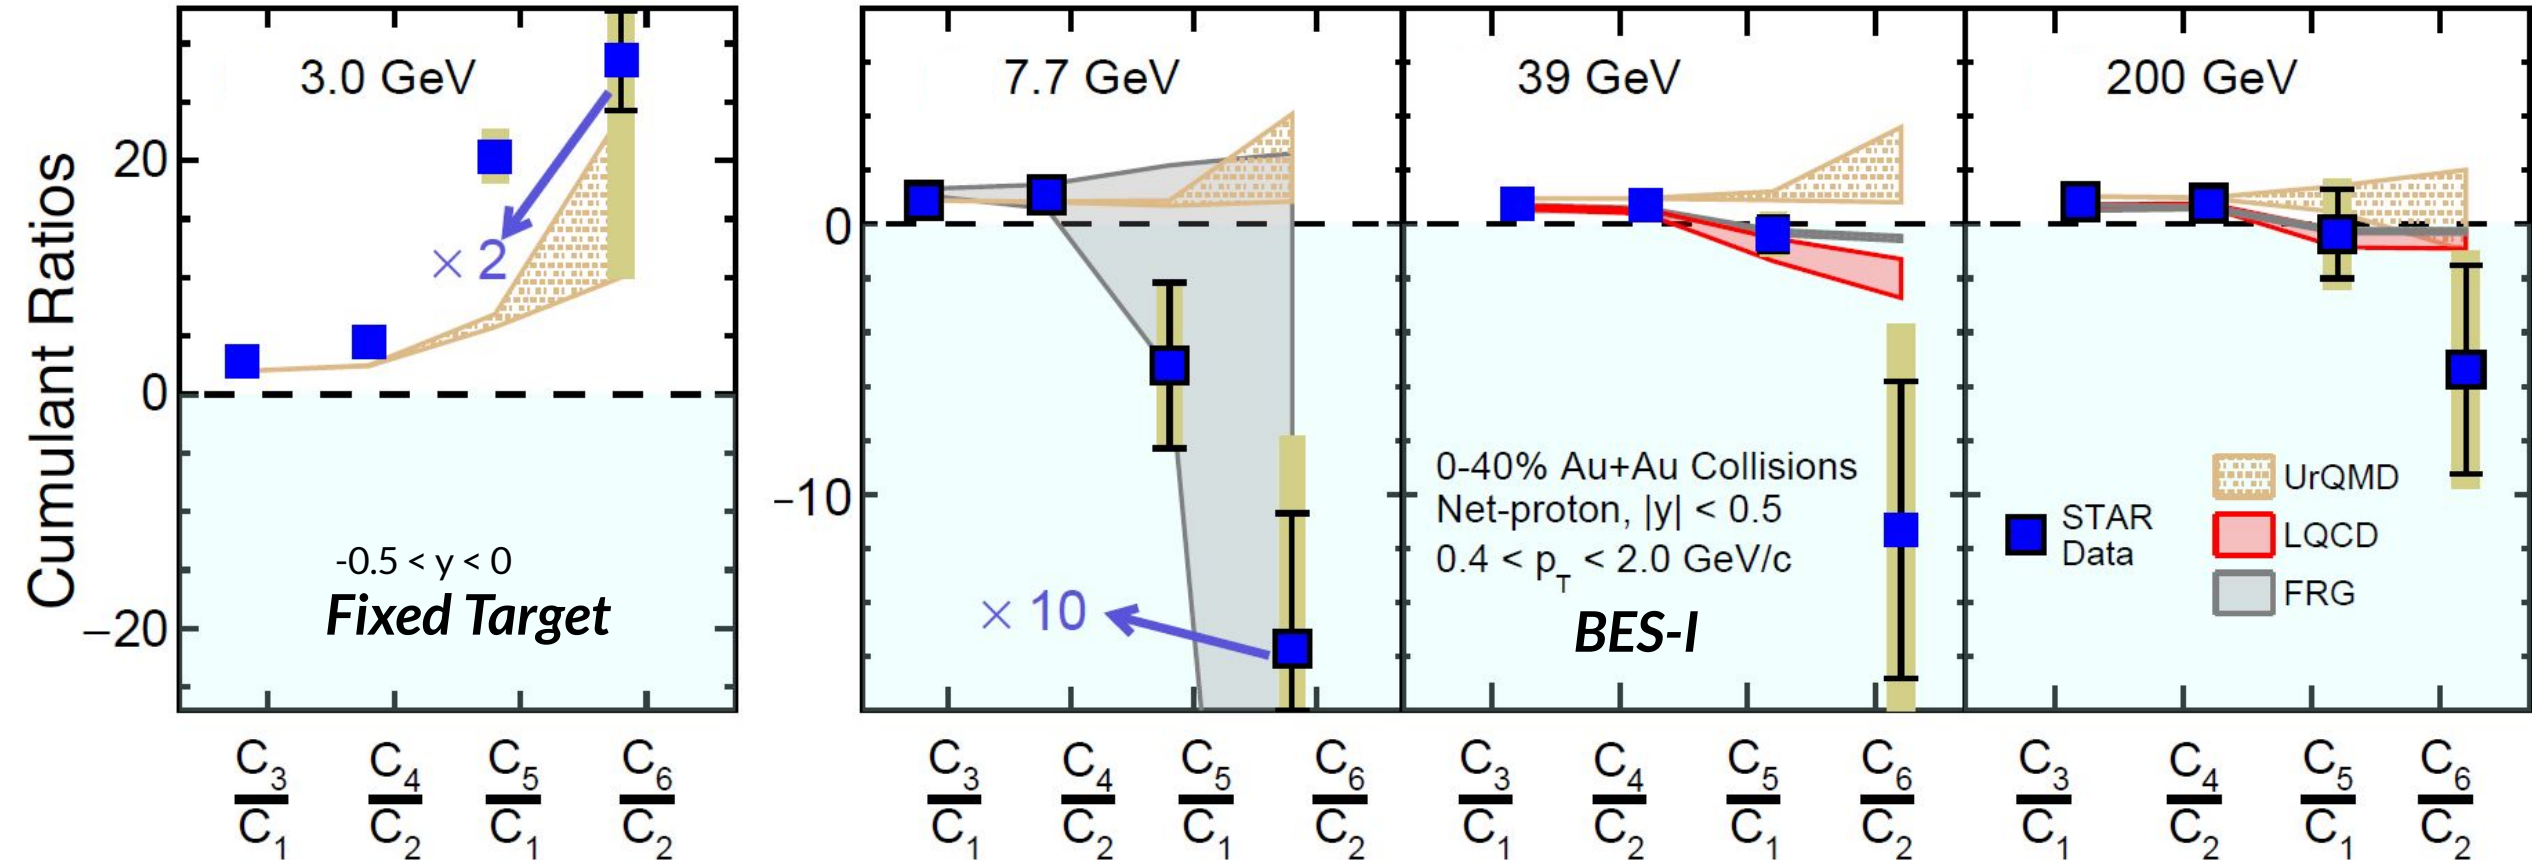 Cumulant Ratios
3.0 GeV
20
0
−20
× 2
-0.5 < y < 0
Fixed Target
C3/C1
C4/C2
C5/C1
C6/C2
7.7 GeV
0
−10
× 10
C3/C1
C4/C2
C5/C1
C6/C2
39 GeV
0-40% Au+Au Collisions
Net-proton, |y| < 0.5
0.4 < pT < 2.0 GeV/c
BES-I
C3/C1
C4/C2
C5/C1
C6/C2
200 GeV
STAR
Data
UrQMD
LQCD
FRG
C3/C1
C4/C2
C5/C1
C6/C2